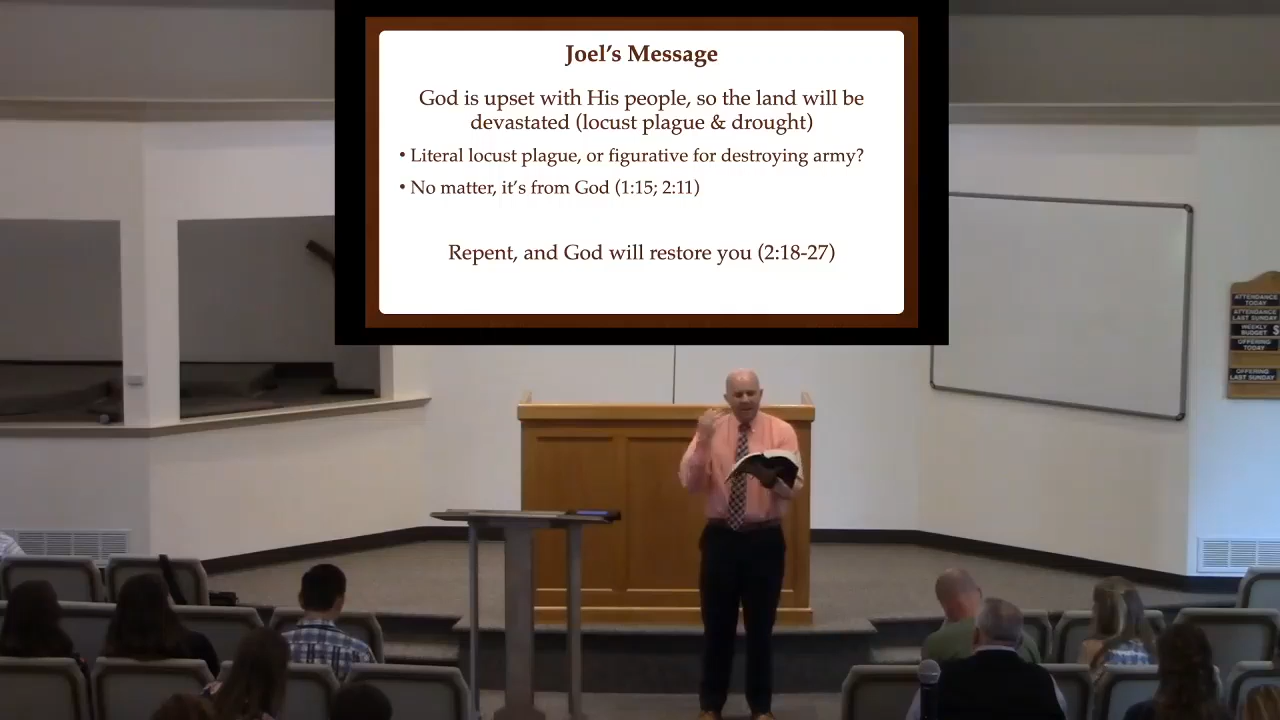 Joel's Message
God is upset with His people, so the land will be
devastated (locust plague & drought)
• Literal locust plague, or figurative for destroying army?
• No matter, it's from God (1:15; 2:11)
Repent, and God will restore you (2:18-27)
ATTENDANCE
TODAY
ATTENDANCE
LAST SUNDAY
WEEKLY
BUDGET $
OFFERING
TODAY
OFFERING
LAST SUNDAY